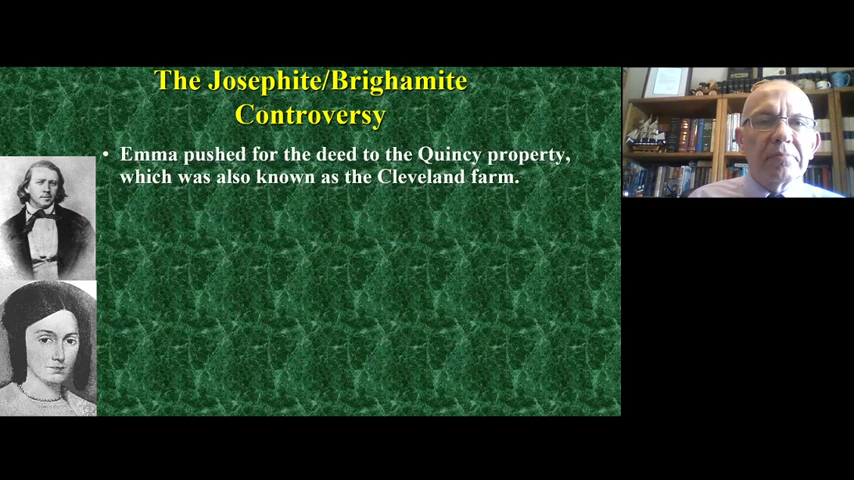 The Josephite/Brighamite
Controversy
• Emma pushed for the deed to the Quincy property,
which was also known as the Cleveland farm.